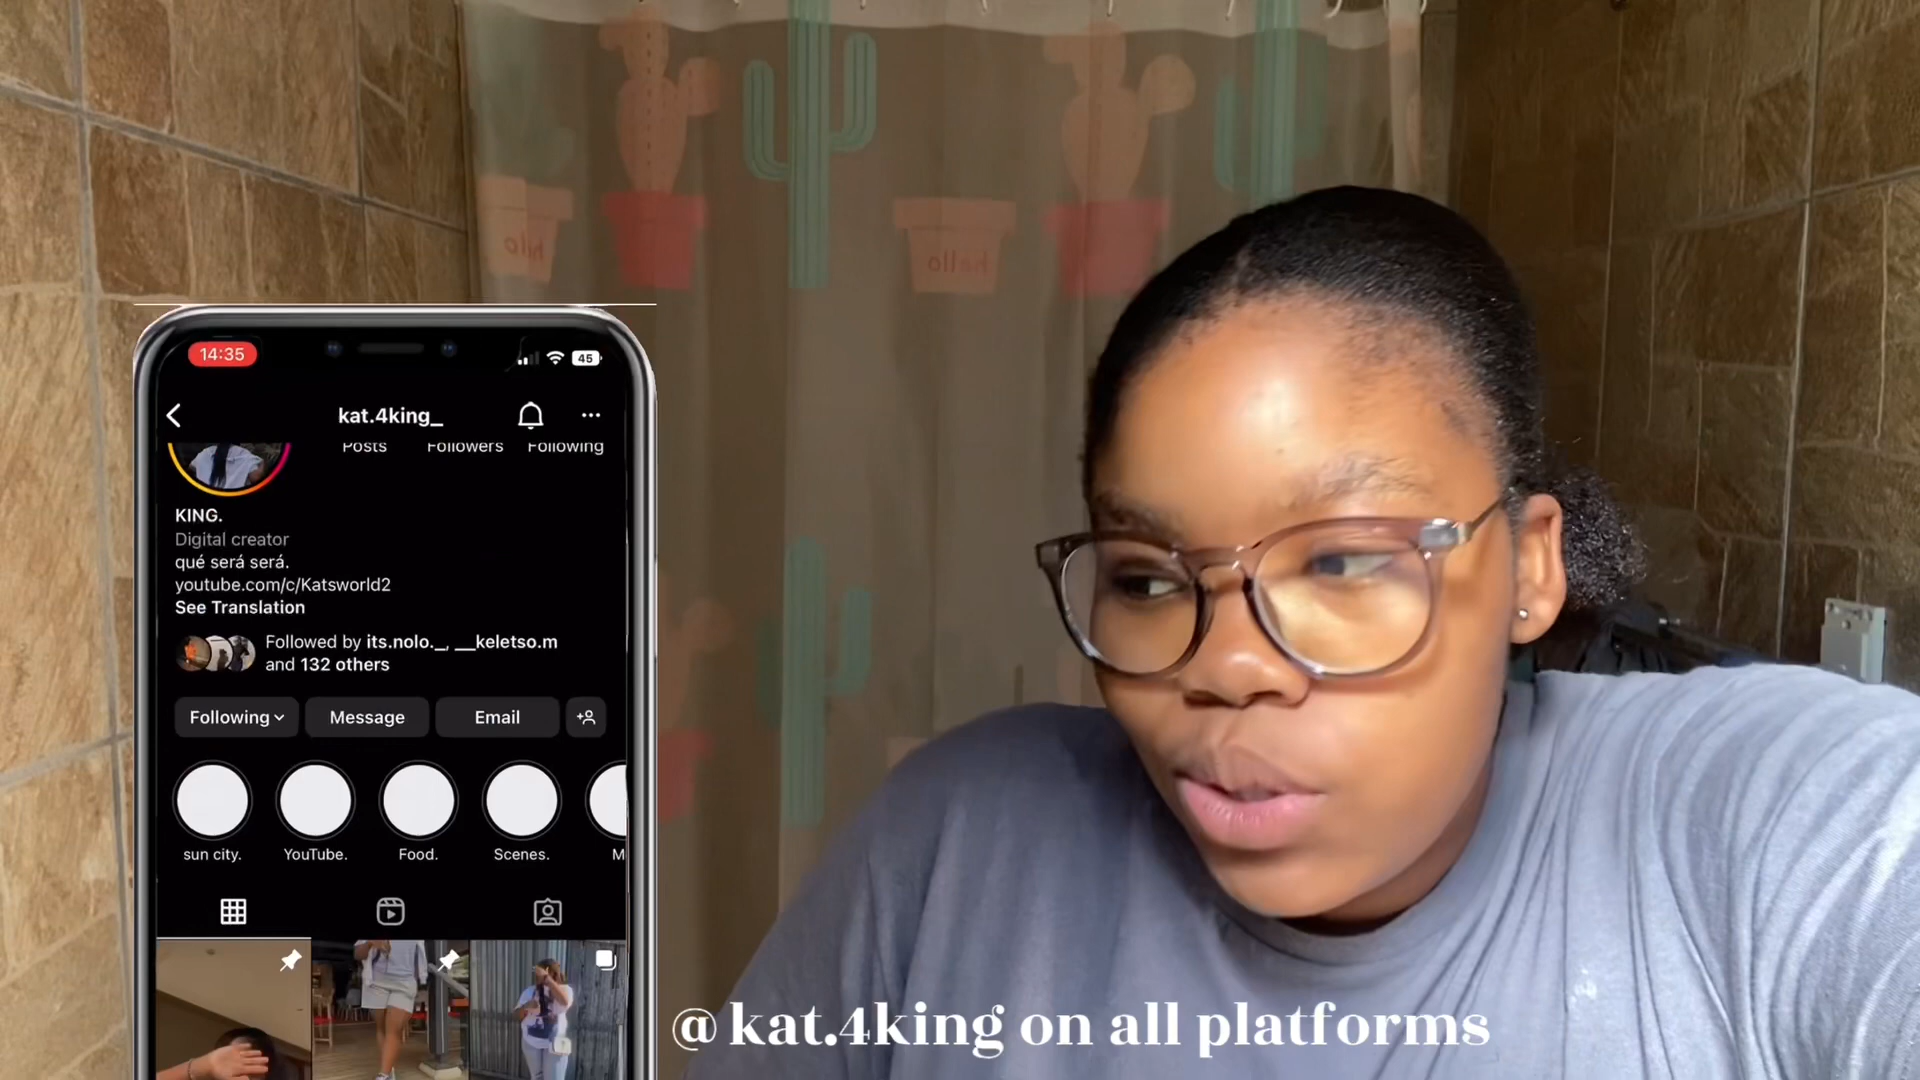 hello
hello
14:35
45
kat.4king_
Posts Followers Following
KING.
Digital creator
qué será será.
youtube.com/c/Katsworld2
See Translation
Followed by its.nolo._, __keletso.m
and 132 others
Following Message Email
sun city. YouTube. Food. Scenes. M
@kat.4king on all platforms